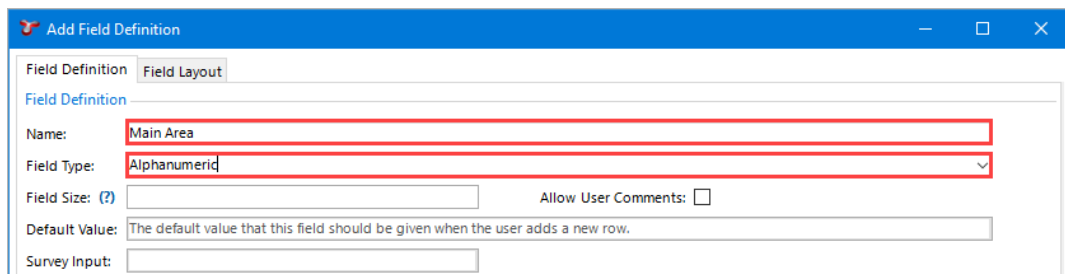 Add Field Definition
Field Definition Field Layout
Field Definition
Name: Main Area
Field Type: Alphanumeric
Field Size: (?) Allow User Comments:
Default Value: The default value that this field should be given when the user adds a new row.
Survey Input: